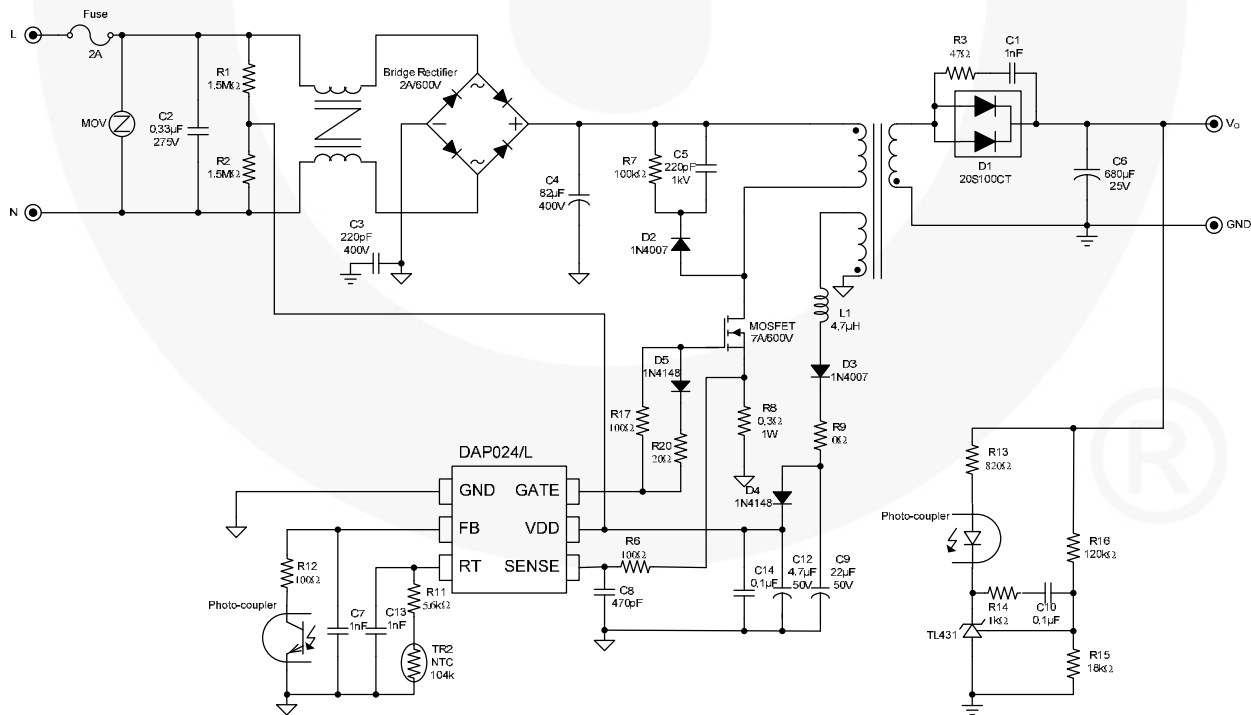 Fuse
L
2A
R1
1.5MΩ
MOV
C2
0.33µF
275V
R2
1.5MΩ
N
Bridge Rectifier
2A/600V
~
-
+
~
C3
220pF
400V
C4
82µF
400V
R7
100kΩ
C5
220pF
1kV
D2
1N4007
R3
47Ω
C1
1nF
D1
20S100CT
Vo
C6
680µF
25V
GND
L1
4.7µH
MOSFET
7A/600V
D5
1N4148
D3
1N4007
R17
100Ω
R20
20Ω
R8
0.3Ω
1W
R9
0Ω
D4
1N4148
DAP024/L
GND
GATE
FB
VDD
RT
SENSE
R6
100Ω
C8
470pF
C14
0.1µF
C12
4.7µF
50V
C9
22µF
50V
R12
100Ω
Photo-coupler
C7
1nF
C13
1nF
R11
5.6kΩ
TR2
NTC
104k
R13
820Ω
Photo-coupler
R16
120kΩ
R14
1kΩ
C10
0.1µF
TL431
R15
18kΩ
®